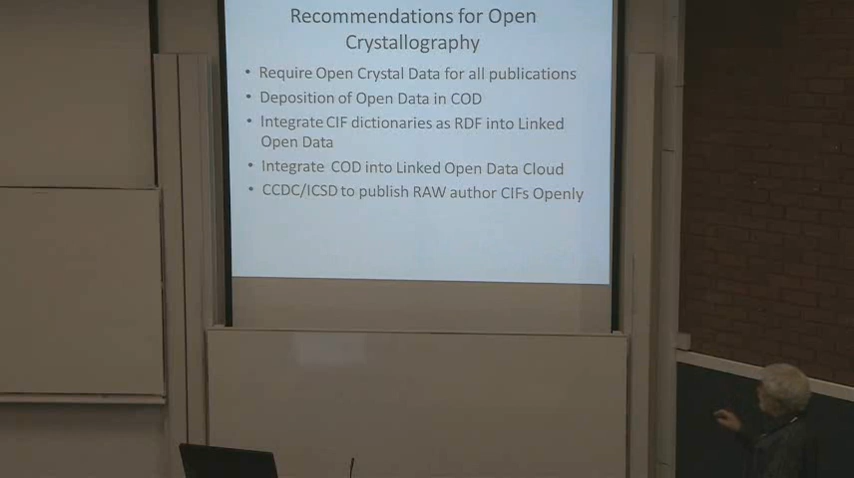 Recommendations for Open
Crystallography
• Require Open Crystal Data for all publications
• Deposition of Open Data in COD
• Integrate CIF dictionaries as RDF into Linked
Open Data
• Integrate COD into Linked Open Data Cloud
• CCDC/ICSD to publish RAW author CIFs Openly